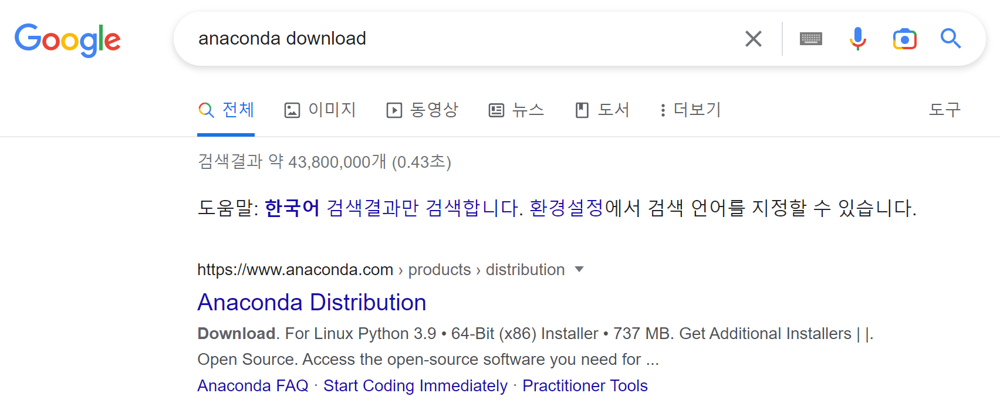 Google
anaconda download
전체 이미지 동영상 뉴스 도서 더보기 도구
검색결과 약 43,800,000개 (0.43초)
도움말: 한국어 검색결과만 검색합니다. 환경설정에서 검색 언어를 지정할 수 있습니다.
https://www.anaconda.com › products › distribution
Anaconda Distribution
Download. For Linux Python 3.9 • 64-Bit (x86) Installer • 737 MB. Get Additional Installers | |.
Open Source. Access the open-source software you need for ...
Anaconda FAQ · Start Coding Immediately · Practitioner Tools